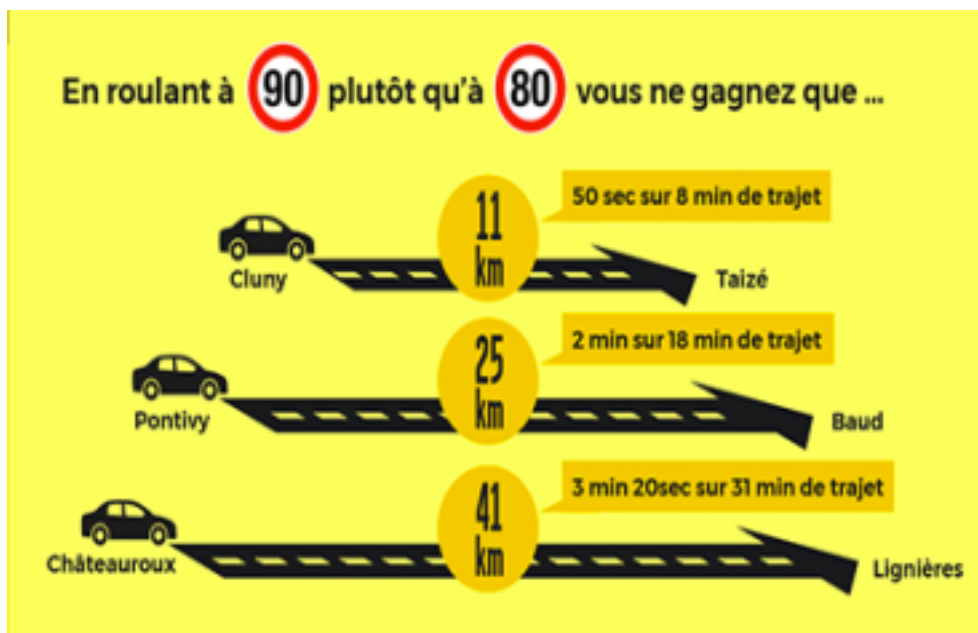 En roulant à 90 plutôt qu'à 80 vous ne gagnez que ...
50 sec sur 8 min de trajet
11 km
Cluny
Taizé
2 min sur 18 min de trajet
25 km
Pontivy
Baud
3 min 20sec sur 31 min de trajet
41 km
Châteauroux
Lignières